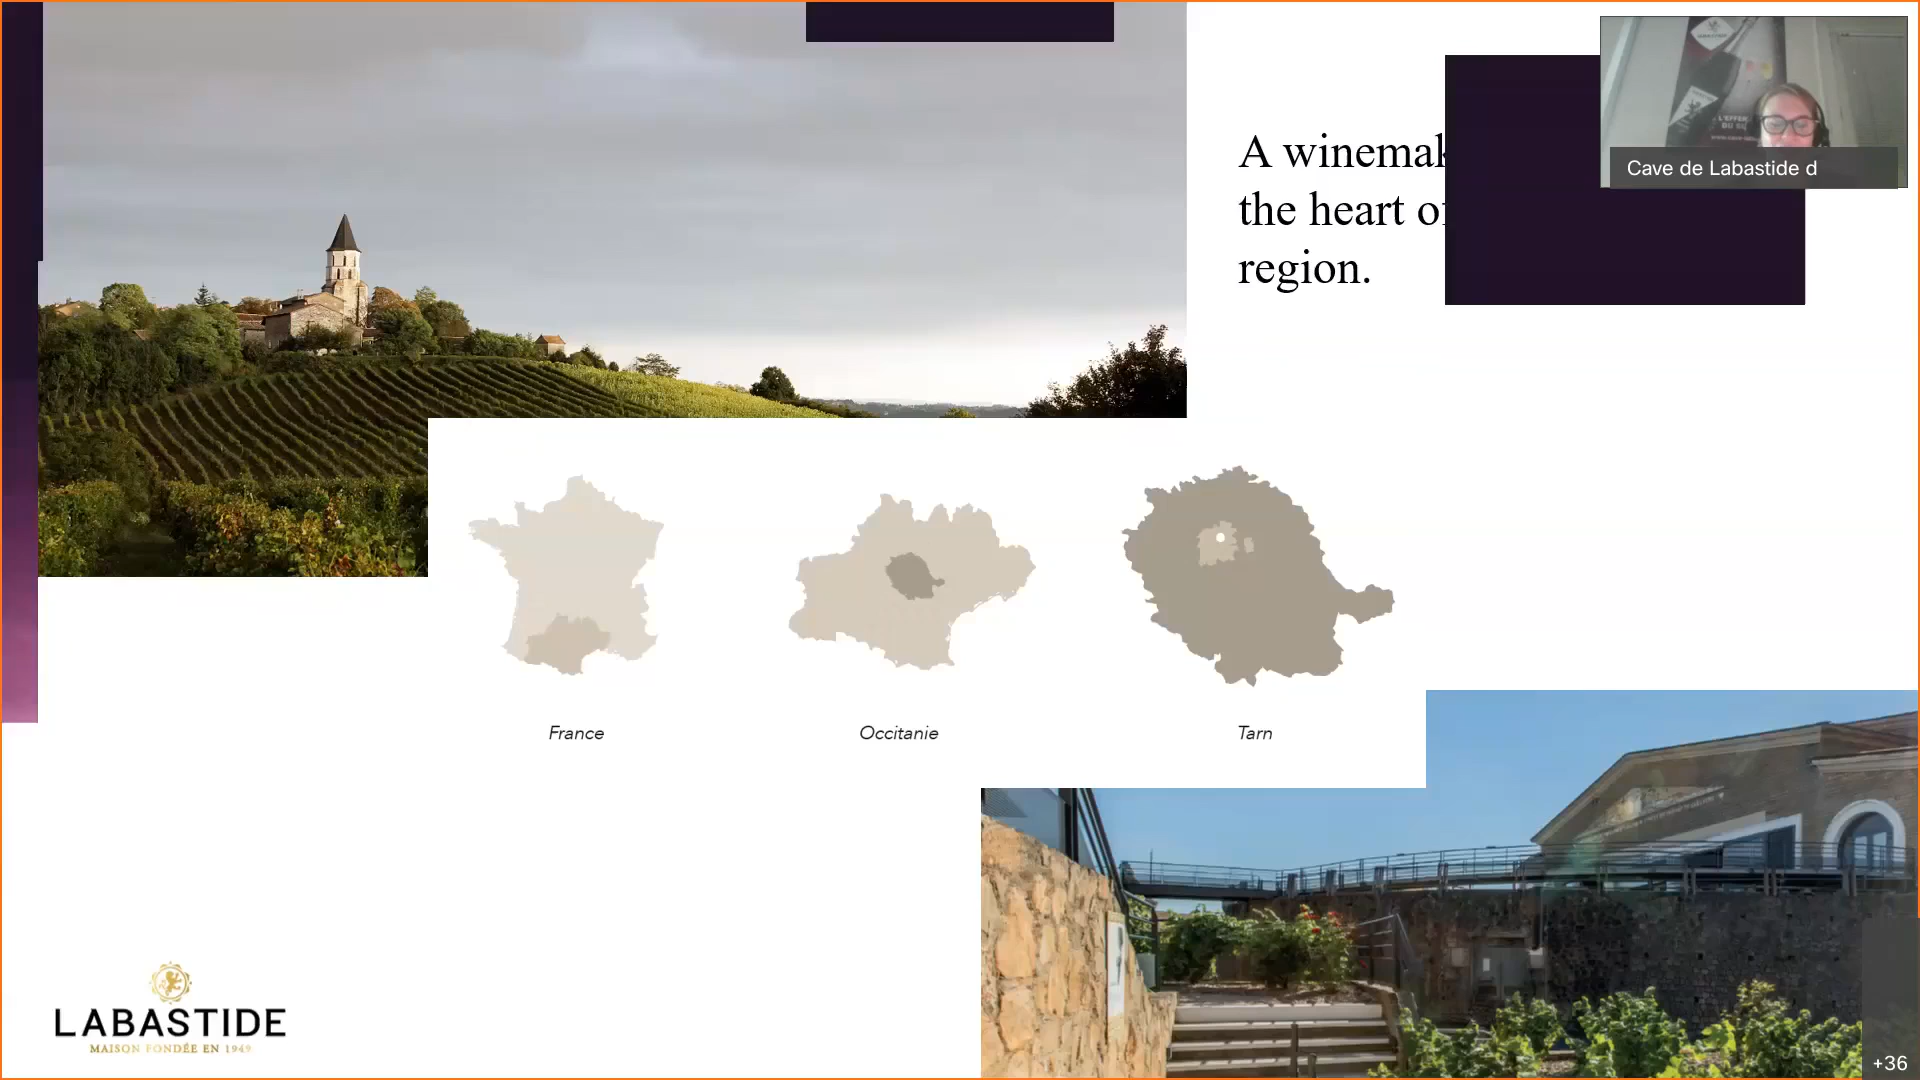 A winemak
the heart o
region.
Cave de Labastide d
France
Occitanie
Tarn
LABASTIDE
MAISON FONDÉE EN 1949
+36